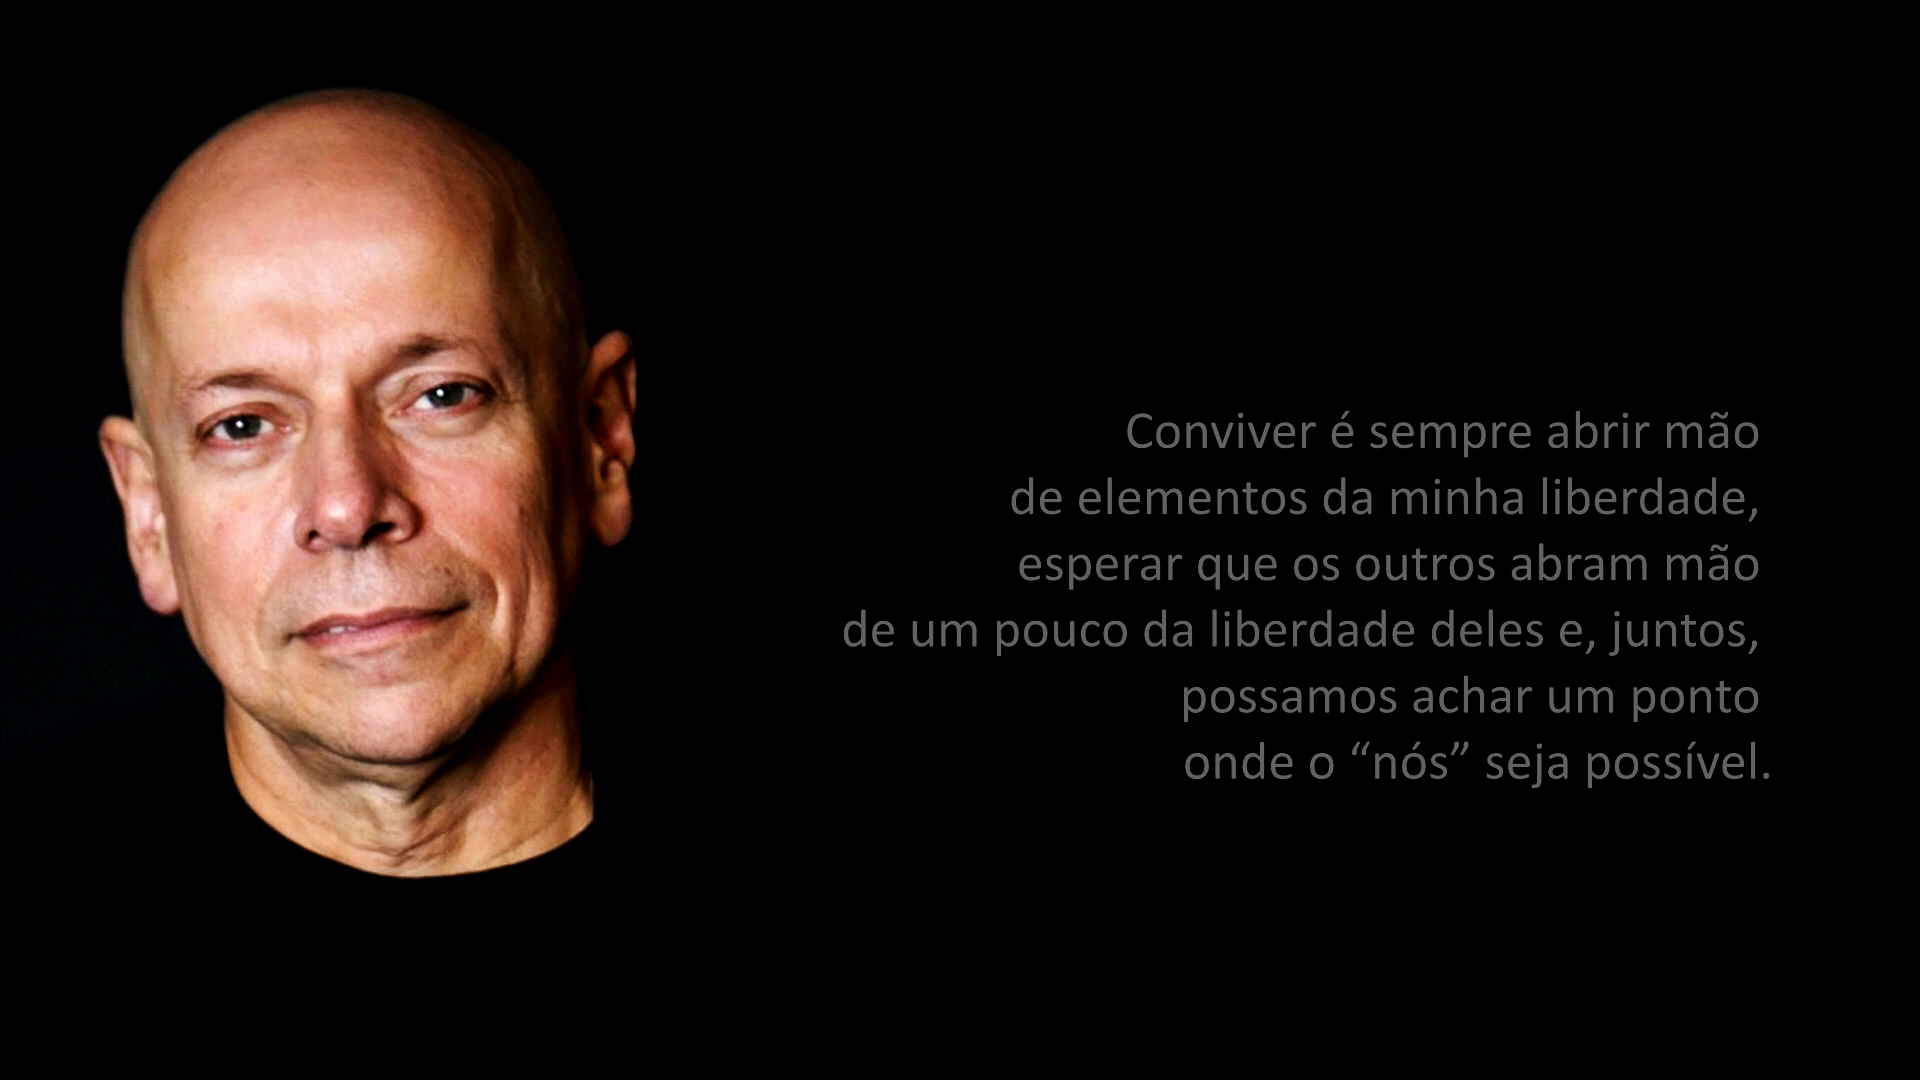 Conviver é sempre abrir mão
de elementos da minha liberdade,
esperar que os outros abram mão
de um pouco da liberdade deles e, juntos,
possamos achar um ponto
onde o “nós” seja possível.